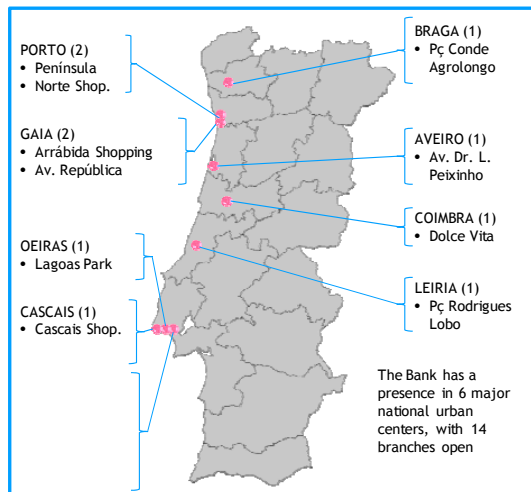 PORTO (2)
• Península
• Norte Shop.
GAIA (2)
• Arrábida Shopping
• Av. República
OEIRAS (1)
• Lagoas Park
CASCAIS (1)
• Cascais Shop.
BRAGA (1)
• Pç Conde
Agrolongo
AVEIRO (1)
• Av. Dr. L.
Peixinho
COIMBRA (1)
• Dolce Vita
LEIRIA (1)
• Pç Rodrigues
Lobo
The Bank has a
presence in 6 major
national urban
centers, with 14
branches open